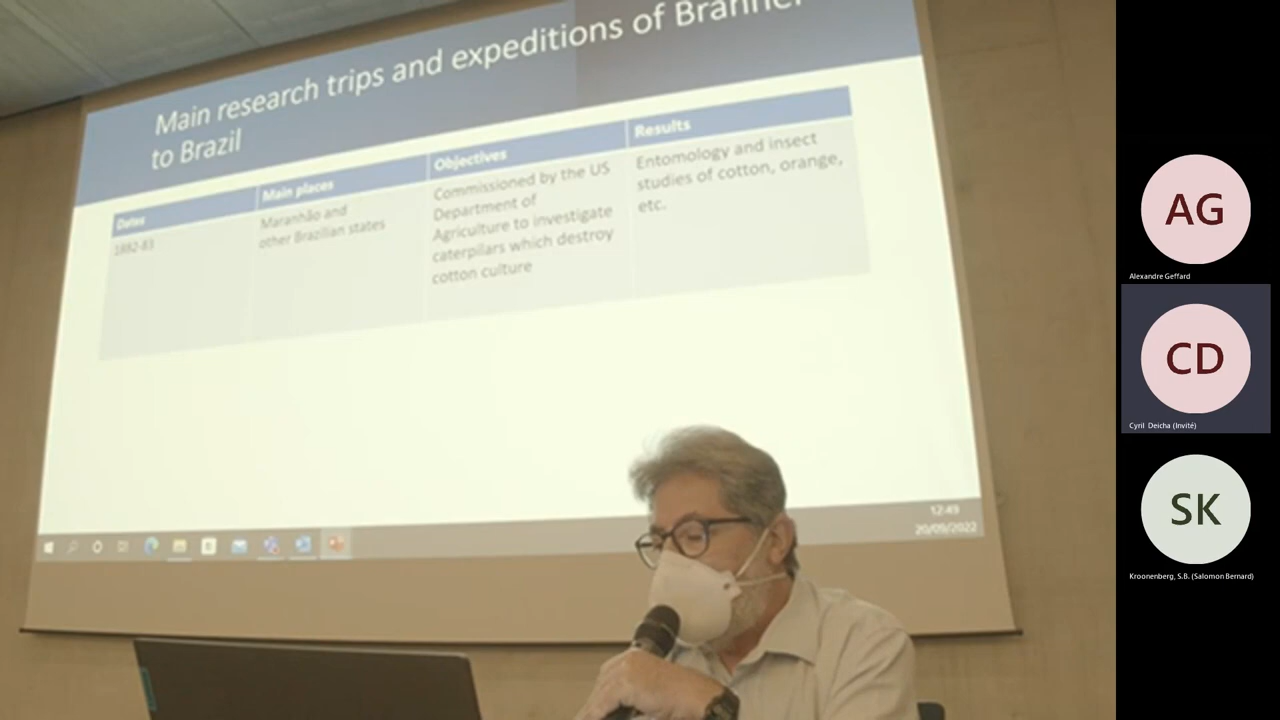 Main research trips and expeditions of Branner
to Brazil
Dates
Main places
Objectives
Results
1882-83
Maranhão and
other Brazilian states
Commissioned by the US
Department of
Agriculture to investigate
caterpilars which destroy
cotton culture
Entomology and insect
studies of cotton, orange,
etc.
12:49
20/09/2022
AG
Alexandre Geffard
CD
Cyril Deicha (Invité)
SK
Kroonenberg, S.B. (Salomon Bernard)